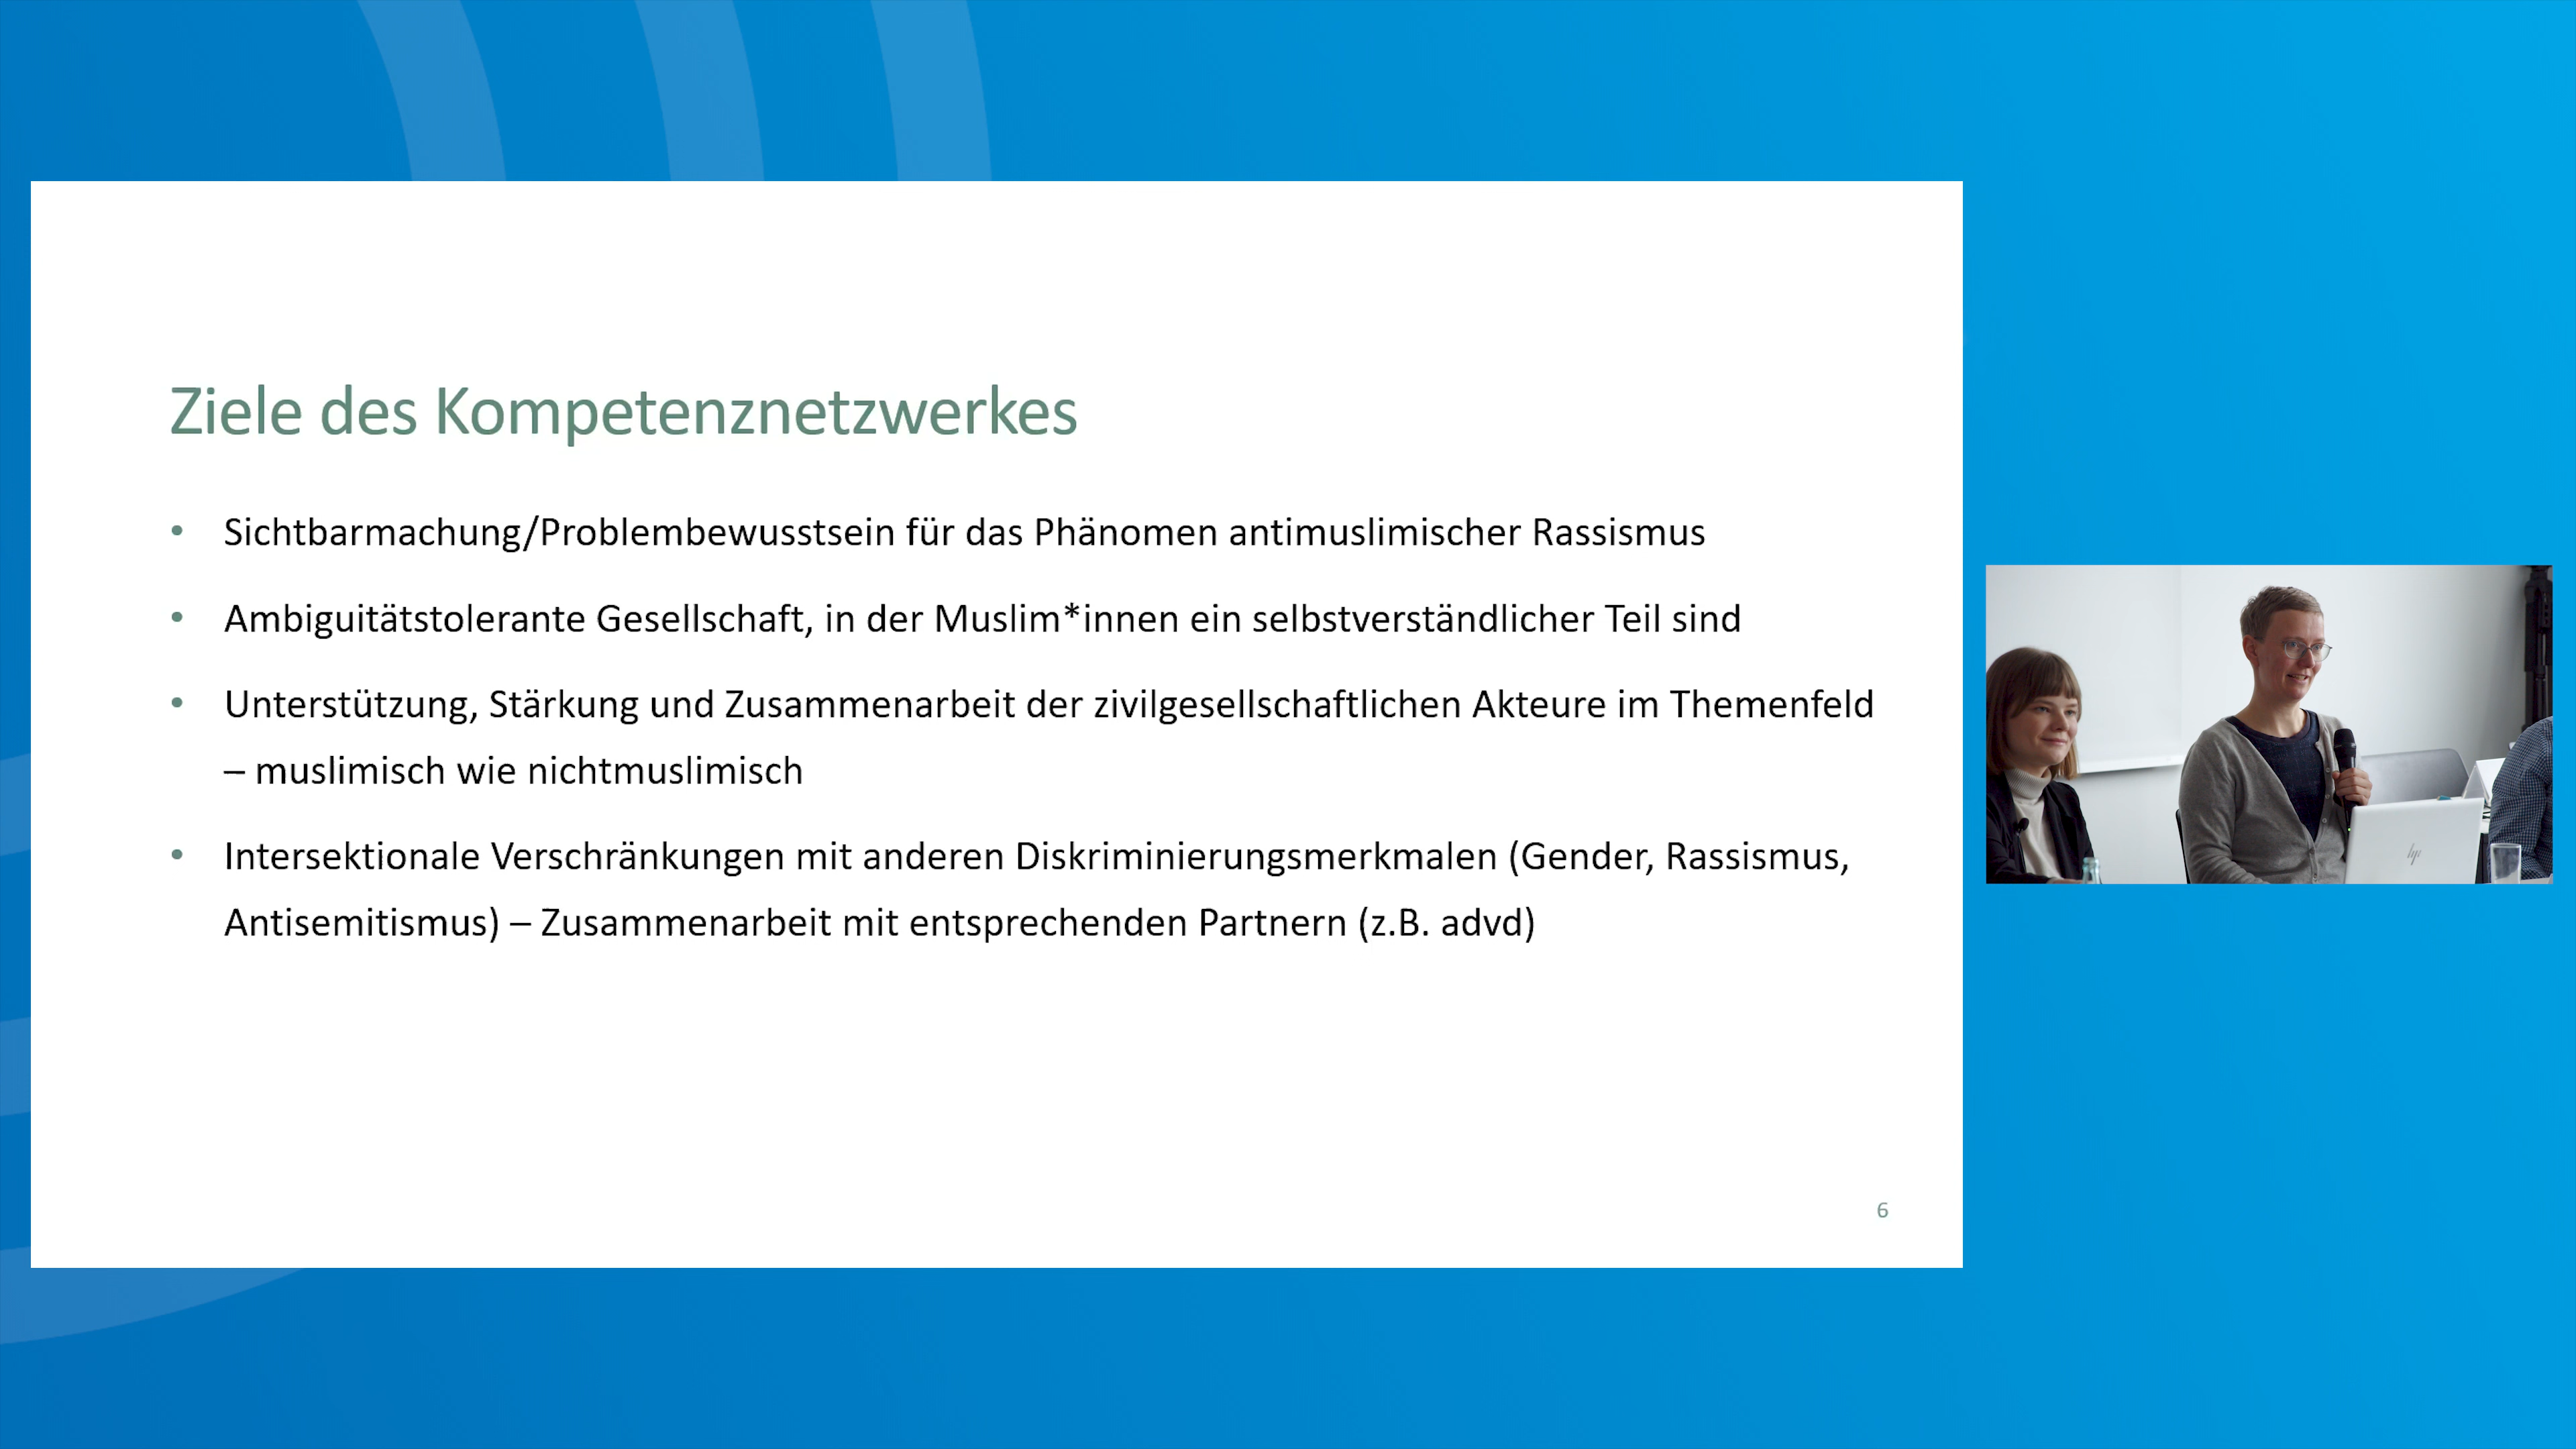 Ziele des Kompetenznetzwerkes
• Sichtbarmachung/Problembewusstsein für das Phänomen antimuslimischer Rassismus
• Ambiguitätstolerante Gesellschaft, in der Muslim*innen ein selbstverständlicher Teil sind
• Unterstützung, Stärkung und Zusammenarbeit der zivilgesellschaftlichen Akteure im Themenfeld
– muslimisch wie nichtmuslimisch
• Intersektionale Verschränkungen mit anderen Diskriminierungsmerkmalen (Gender, Rassismus,
Antisemitismus) – Zusammenarbeit mit entsprechenden Partnern (z.B. advd)
6
hp